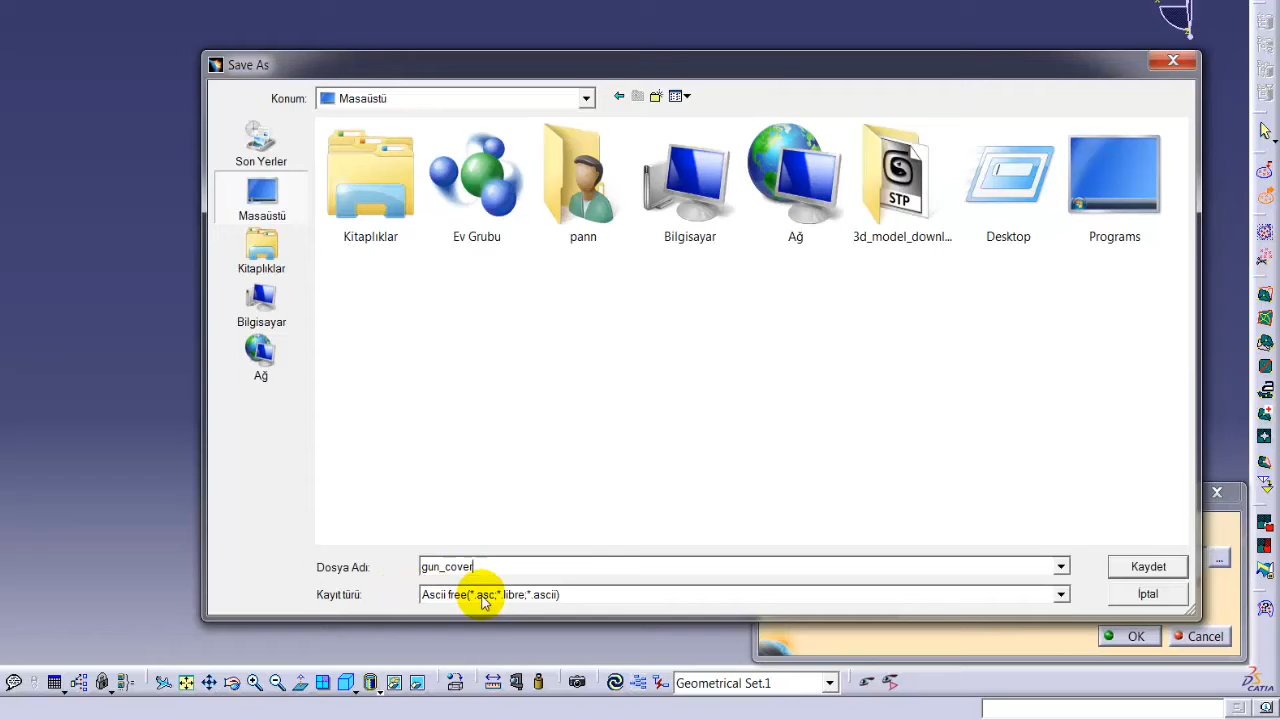 Save As
Konum:
Masaüstü
Son Yerler
Masaüstü
Kitaplıklar
Bilgisayar
Ağ
STP
Kitaplıklar
Ev Grubu
pann
Bilgisayar
Ağ
3d_model_downl...
Desktop
Programs
Dosya Adı:
gun_cover
Kaydet
Kayıt türü:
Ascii free(*.asc;*.libre;*.ascii)
İptal
...
OK
Cancel
Geometrical Set.1
CATIA